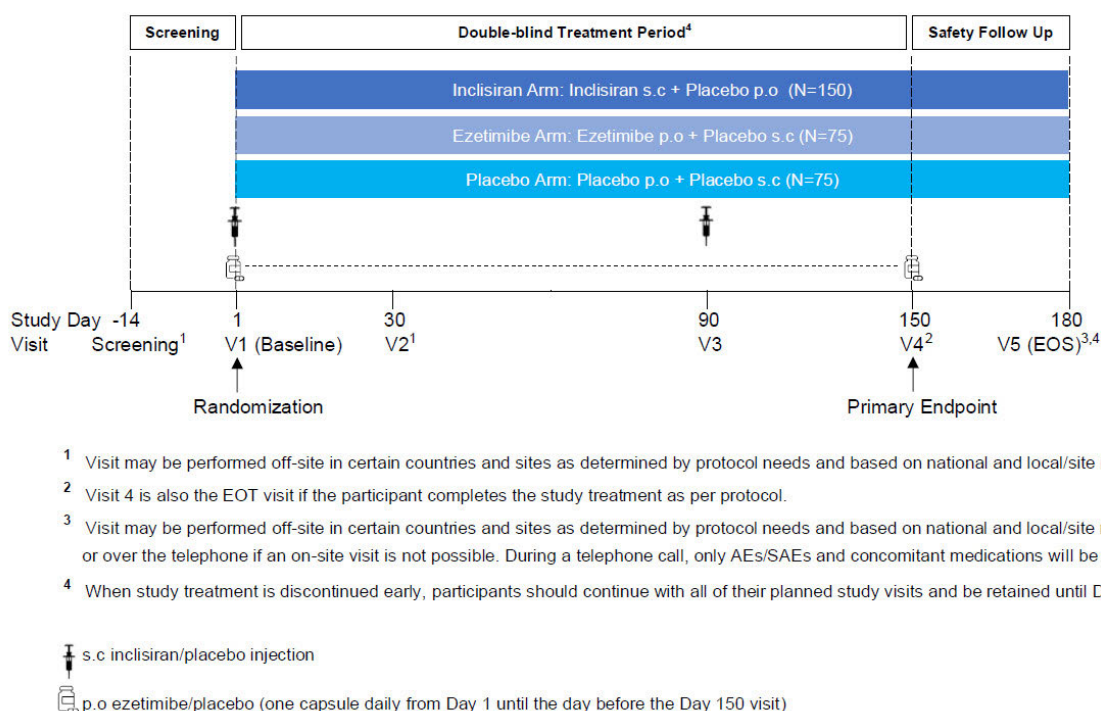 Screening Double-blind Treatment Period4 Safety Follow Up
Inclisiran Arm: Inclisiran s.c + Placebo p.o (N=150)
Ezetimibe Arm: Ezetimibe p.o + Placebo s.c (N=75)
Placebo Arm: Placebo p.o + Placebo s.c (N=75)
Study Day -14 1 30 90 150 180
Visit Screening1 V1 (Baseline) V21 V3 V42 V5 (EOS)3,4
Randomization Primary Endpoint
1 Visit may be performed off-site in certain countries and sites as determined by protocol needs and based on national and local/site
2 Visit 4 is also the EOT visit if the participant completes the study treatment as per protocol.
3 Visit may be performed off-site in certain countries and sites as determined by protocol needs and based on national and local/site
or over the telephone if an on-site visit is not possible. During a telephone call, only AEs/SAEs and concomitant medications will be
4 When study treatment is discontinued early, participants should continue with all of their planned study visits and be retained until
s.c inclisiran/placebo injection
p.o ezetimibe/placebo (one capsule daily from Day 1 until the day before the Day 150 visit)